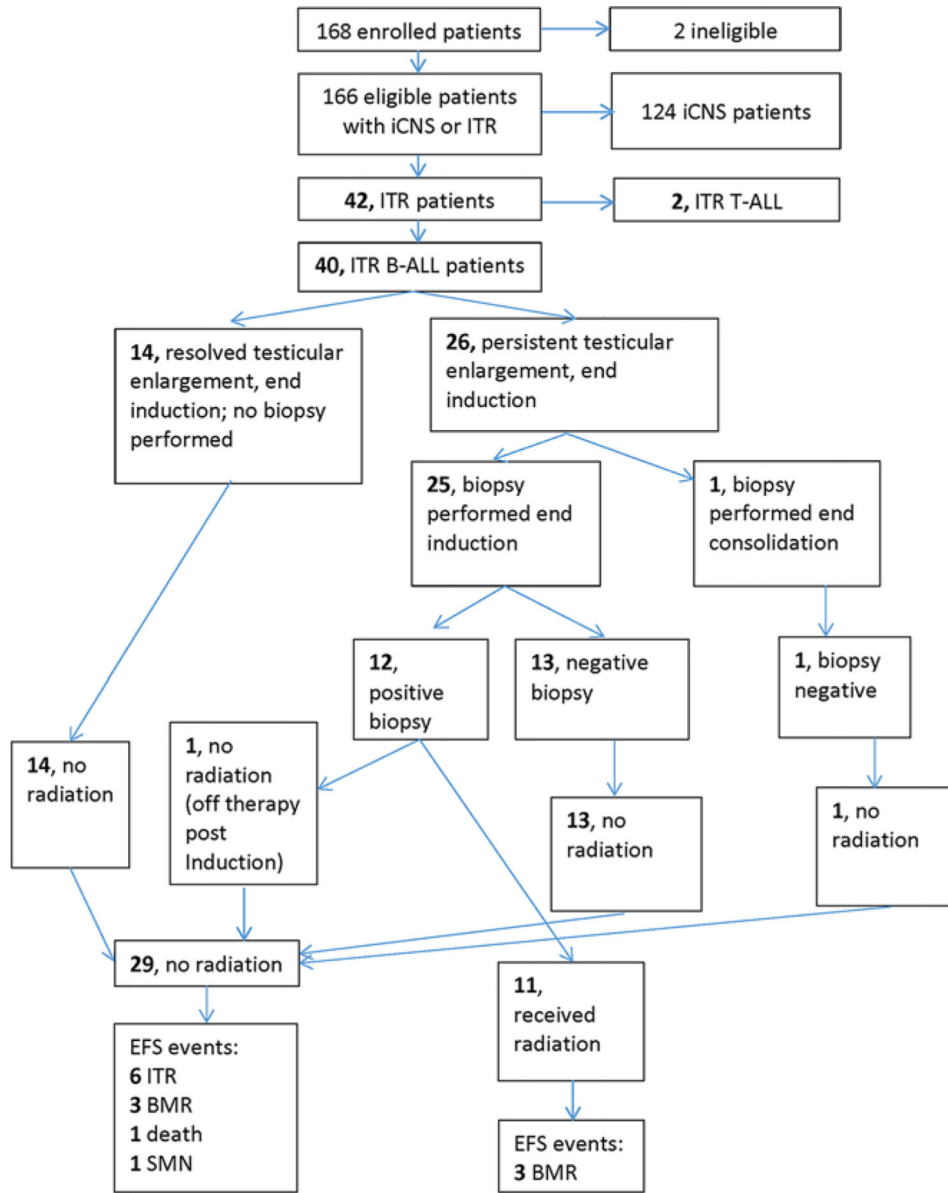 168 enrolled patients
2 ineligible
166 eligible patients
with iCNS or ITR
124 iCNS patients
42, ITR patients
2, ITR T-ALL
40, ITR B-ALL patients
14, resolved testicular
enlargement, end
induction; no biopsy
performed
26, persistent testicular
enlargement, end
induction
25, biopsy
performed end
induction
1, biopsy
performed end
consolidation
12,
positive
biopsy
13, negative
biopsy
1, biopsy
negative
14, no
radiation
1, no
radiation
(off therapy
post
Induction)
13, no
radiation
1, no
radiation
29, no radiation
11,
received
radiation
EFS events:
6 ITR
3 BMR
1 death
1 SMN
EFS events:
3 BMR